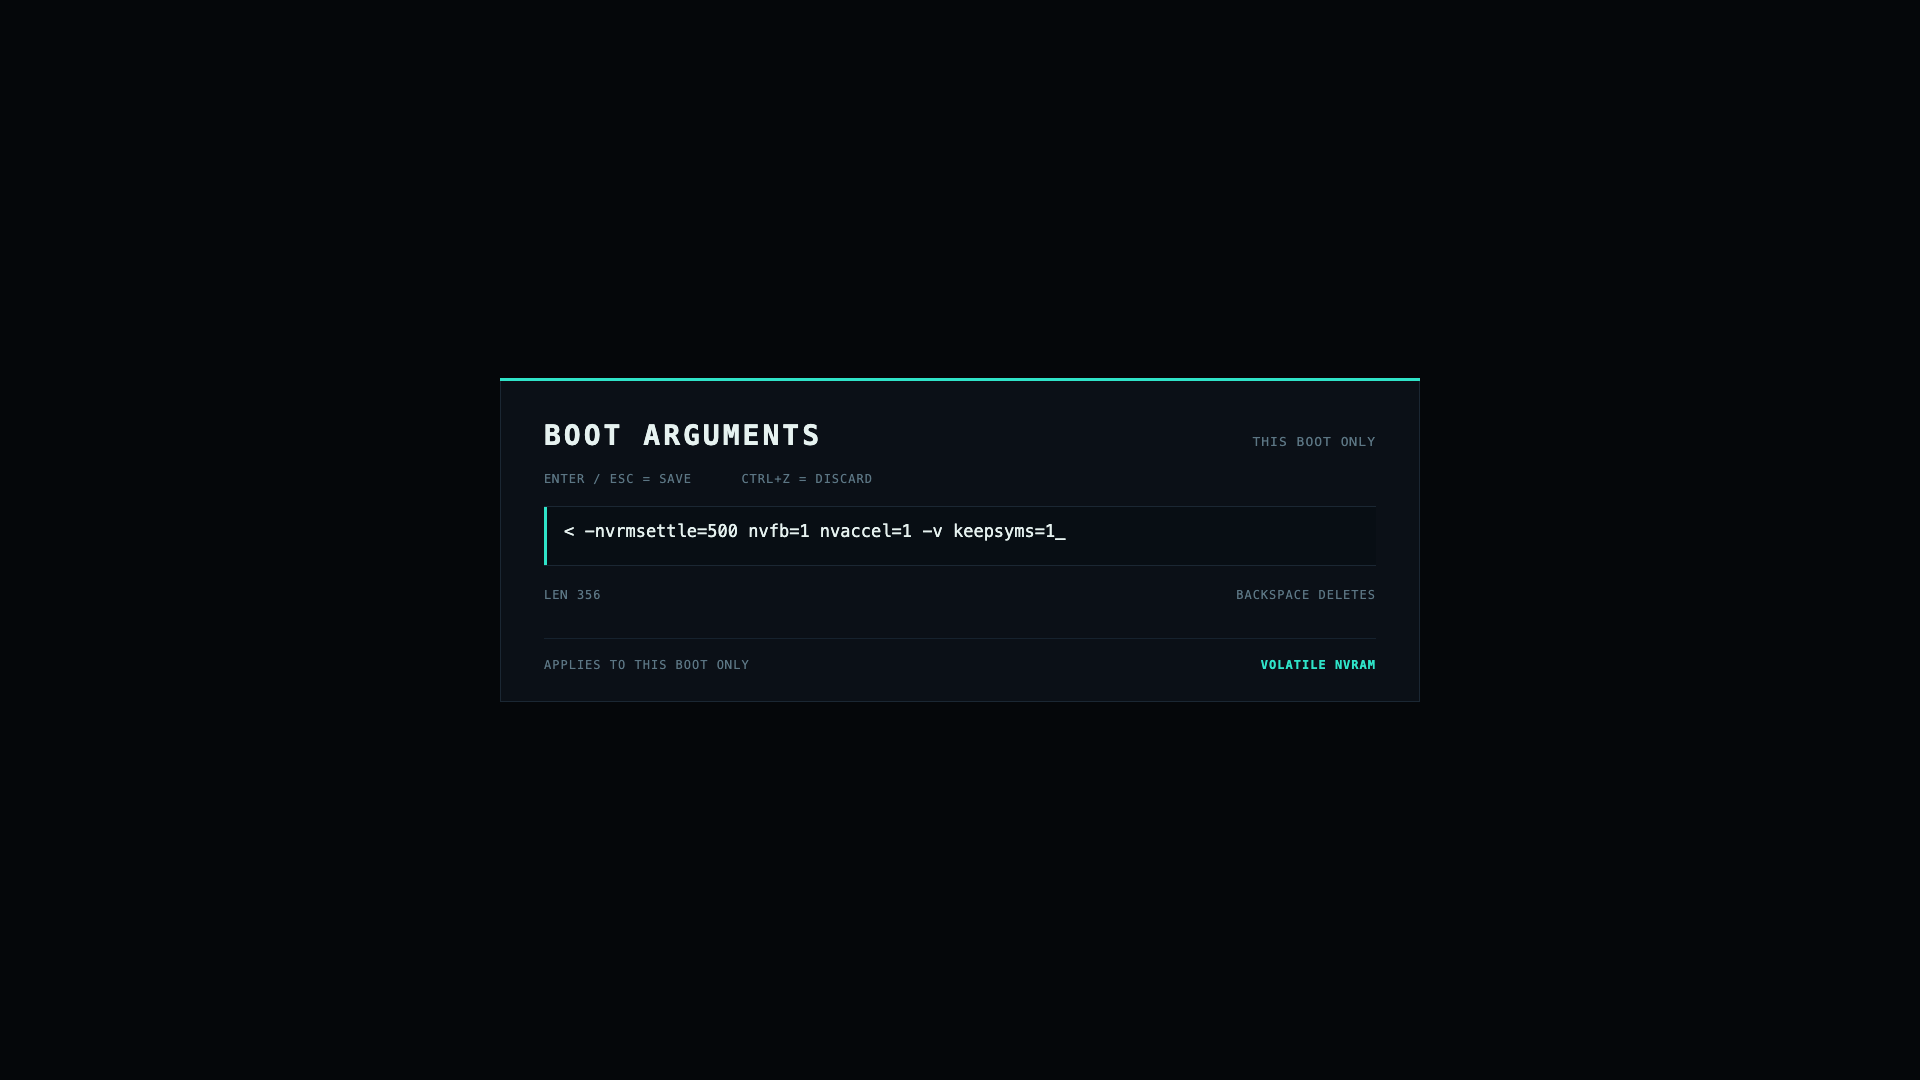 BOOT ARGUMENTS
THIS BOOT ONLY
ENTER / ESC = SAVE CTRL+Z = DISCARD
< -nvrmsettle=500 nvfb=1 nvaccel=1 -v keepsyms=1_
LEN 356
BACKSPACE DELETES
APPLIES TO THIS BOOT ONLY
VOLATILE NVRAM